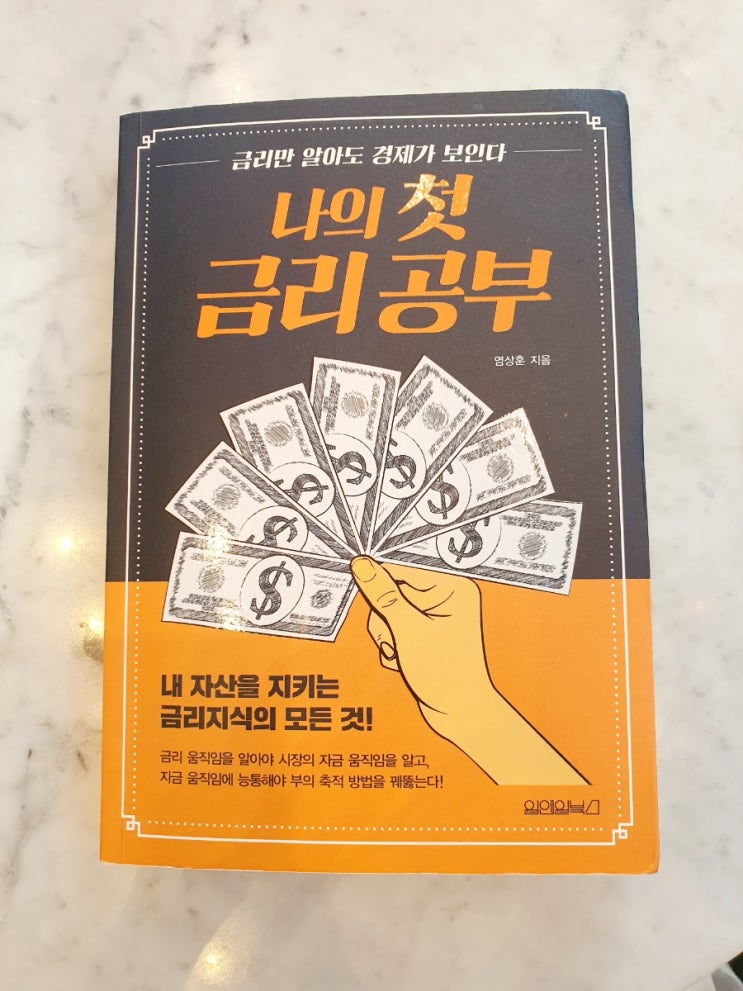 금리만 알아도 경제가 보인다
나의 첫
금리 공부
염상훈 지음
내 자산을 지키는
금리지식의 모든 것!
금리 움직임을 알아야 시장의 자금 움직임을 알고,
자금 움직임에 능통해야 부의 축적 방법을 꿰뚫는다!
원앤원북스